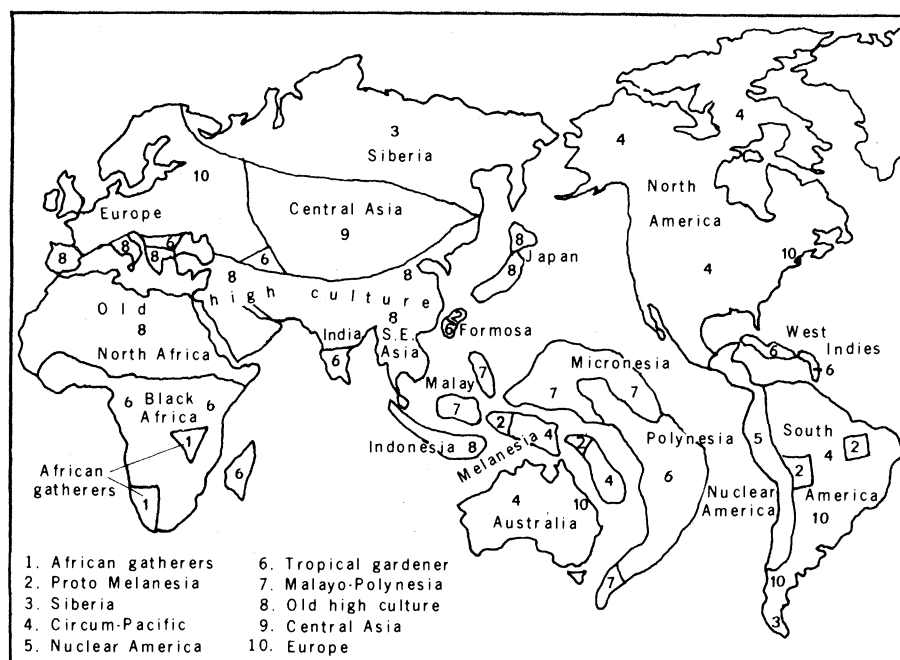 3
Siberia
4
4
10
North
America
Europe
Central Asia
9
4
10
8
8
8
6
6
8
8
8
8
Japan
high culture
Old
8
8
2
6
Formosa
S.E.
Asia
India
6
North Africa
West
Indies
6
6
Micronesia
7
7
7
Malay
7
6
Black
Africa
6
1
2
4
2
Polynesia
5
South
4
2
2
Indonesia
8
Melanesia
African
gatherers
1
6
4
6
4
Australia
10
Nuclear
America
America
10
7
10
3
1. African gatherers
2. Proto Melanesia
3. Siberia
4. Circum-Pacific
5. Nuclear America
6. Tropical gardener
7. Malayo-Polynesia
8. Old high culture
9. Central Asia
10. Europe